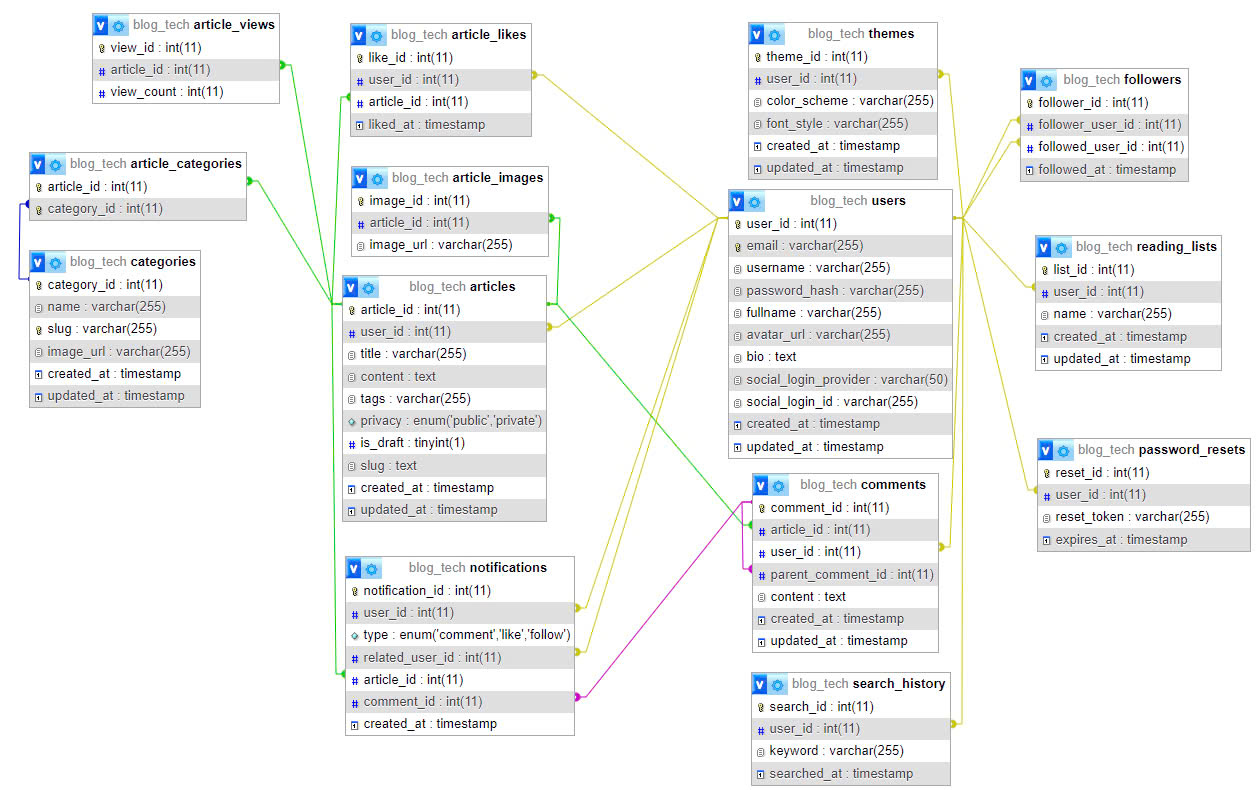 blog_tech article_views
view_id : int(11)
article_id : int(11)
view_count : int(11)
blog_tech article_likes
like_id : int(11)
user_id : int(11)
article_id : int(11)
liked_at : timestamp
blog_tech themes
theme_id : int(11)
user_id : int(11)
color_scheme : varchar(255)
font_style : varchar(255)
created_at : timestamp
updated_at : timestamp
blog_tech followers
follower_id : int(11)
follower_user_id : int(11)
followed_user_id : int(11)
followed_at : timestamp
blog_tech article_categories
article_id : int(11)
category_id : int(11)
blog_tech article_images
image_id : int(11)
article_id : int(11)
image_url : varchar(255)
blog_tech users
user_id : int(11)
email : varchar(255)
username : varchar(255)
password_hash : varchar(255)
fullname : varchar(255)
avatar_url : varchar(255)
bio : text
social_login_provider : varchar(50)
social_login_id : varchar(255)
created_at : timestamp
updated_at : timestamp
blog_tech reading_lists
list_id : int(11)
user_id : int(11)
name : varchar(255)
created_at : timestamp
updated_at : timestamp
blog_tech categories
category_id : int(11)
name : varchar(255)
slug : varchar(255)
image_url : varchar(255)
created_at : timestamp
updated_at : timestamp
blog_tech articles
article_id : int(11)
user_id : int(11)
title : varchar(255)
content : text
tags : varchar(255)
privacy : enum('public','private')
is_draft : tinyint(1)
slug : text
created_at : timestamp
updated_at : timestamp
blog_tech password_resets
reset_id : int(11)
user_id : int(11)
reset_token : varchar(255)
expires_at : timestamp
blog_tech comments
comment_id : int(11)
article_id : int(11)
user_id : int(11)
parent_comment_id : int(11)
content : text
created_at : timestamp
updated_at : timestamp
blog_tech notifications
notification_id : int(11)
user_id : int(11)
type : enum('comment','like','follow')
related_user_id : int(11)
article_id : int(11)
comment_id : int(11)
created_at : timestamp
blog_tech search_history
search_id : int(11)
user_id : int(11)
keyword : varchar(255)
searched_at : timestamp